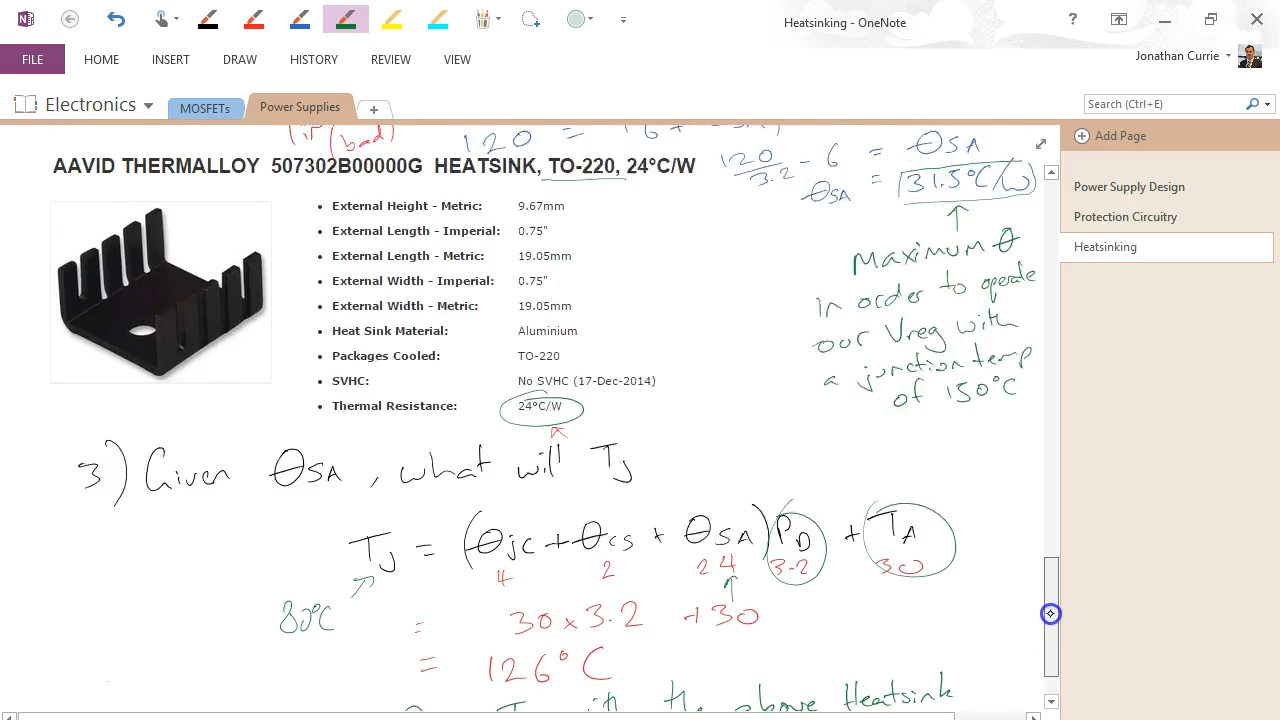 Heatsinking - OneNote
FILE HOME INSERT DRAW HISTORY REVIEW VIEW
Jonathan Currie
Electronics MOSFETs Power Supplies
Search (Ctrl+E)
Add Page
Power Supply Design
Protection Circuitry
Heatsinking
(bad)
120 =
AAVID THERMALLOY 507302B00000G HEATSINK, TO-220, 24°C/W
120/3.2 - 6 = θSA
θSA = 31.5°C/W
External Height - Metric: 9.67mm
External Length - Imperial: 0.75"
External Length - Metric: 19.05mm
External Width - Imperial: 0.75"
External Width - Metric: 19.05mm
Heat Sink Material: Aluminium
Packages Cooled: TO-220
SVHC: No SVHC (17-Dec-2014)
Thermal Resistance: 24°C/W
Maximum θ
in order to operate
our Vreg with
a junction temp
of 150°C
3) Given θSA, what will Tj
Tj = (θjc + θcs + θSA) PD + TA
4 2 24 3.2 30
80°C
= 30 x 3.2 + 30
= 126°C
Tj with the above Heatsink